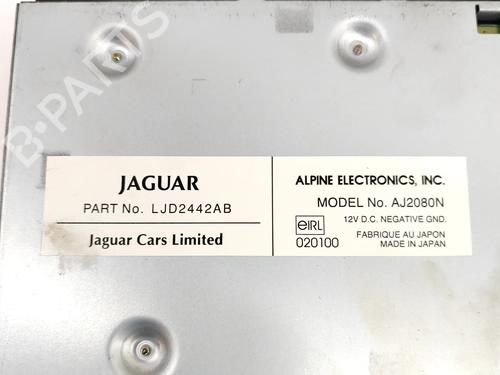 B-PARTS
JAGUAR
PART No. LJD2442AB
Jaguar Cars Limited
ALPINE ELECTRONICS, INC.
MODEL No. AJ2080N
12V D.C. NEGATIVE GND.
eIRL
020100
FABRIQUE AU JAPON
MADE IN JAPAN